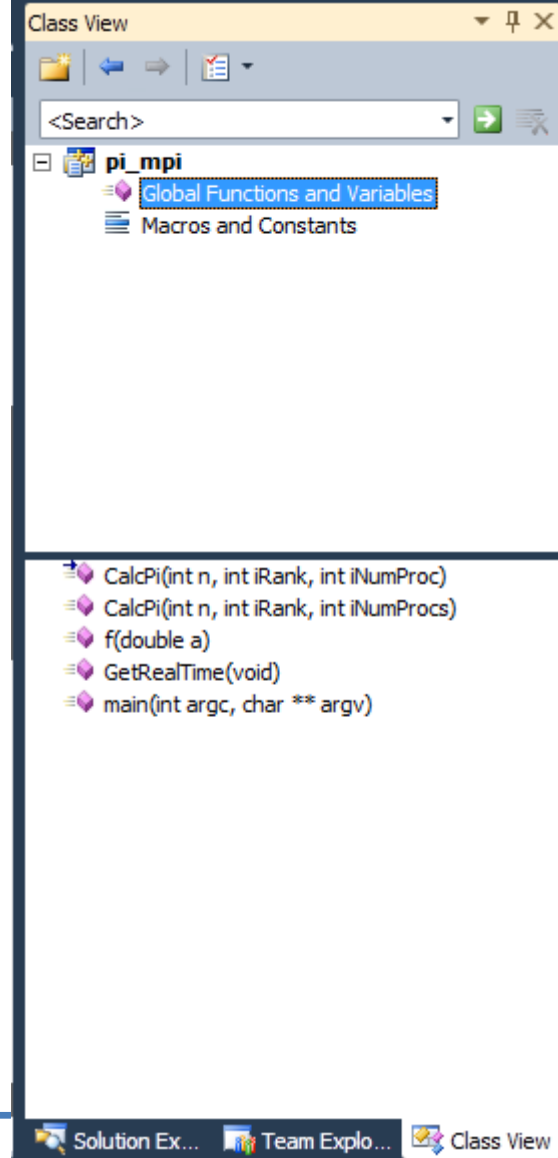 Class View
<Search>
pi_mpi
Global Functions and Variables
Macros and Constants
CalcPi(int n, int iRank, int iNumProc)
CalcPi(int n, int iRank, int iNumProcs)
f(double a)
GetRealTime(void)
main(int argc, char ** argv)
Solution Ex... Team Explo... Class View